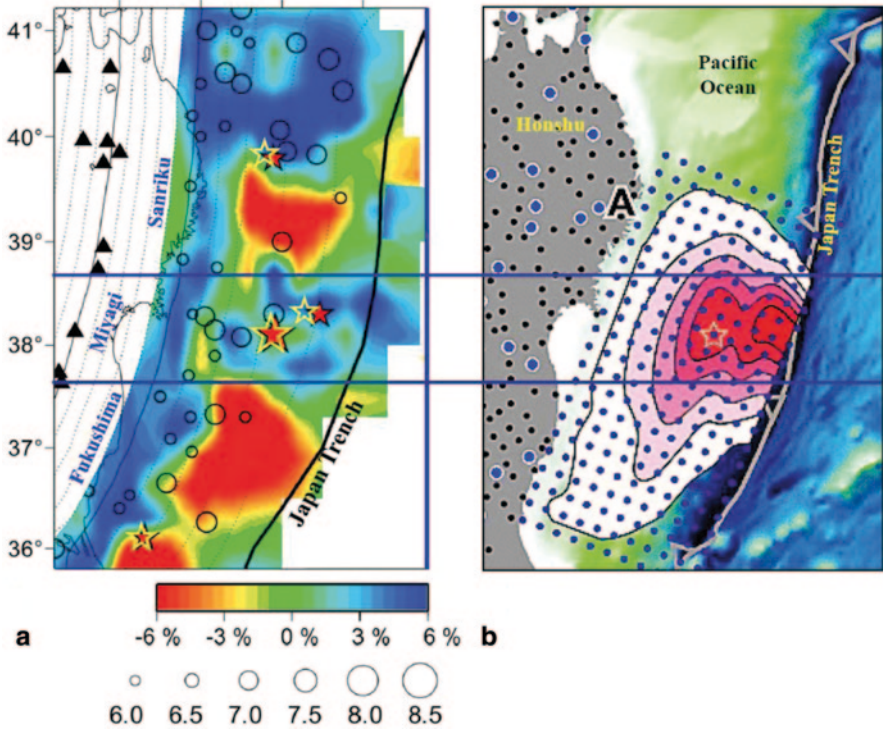 41°
40°
39°
38°
37°
36°
Sanriku
Miyagi
Fukushima
Japan Trench
-6 %
-3 %
0 %
3 %
6 %
a
6.0
6.5
7.0
7.5
8.0
8.5
Pacific
Ocean
Honshu
A
Japan Trench
b